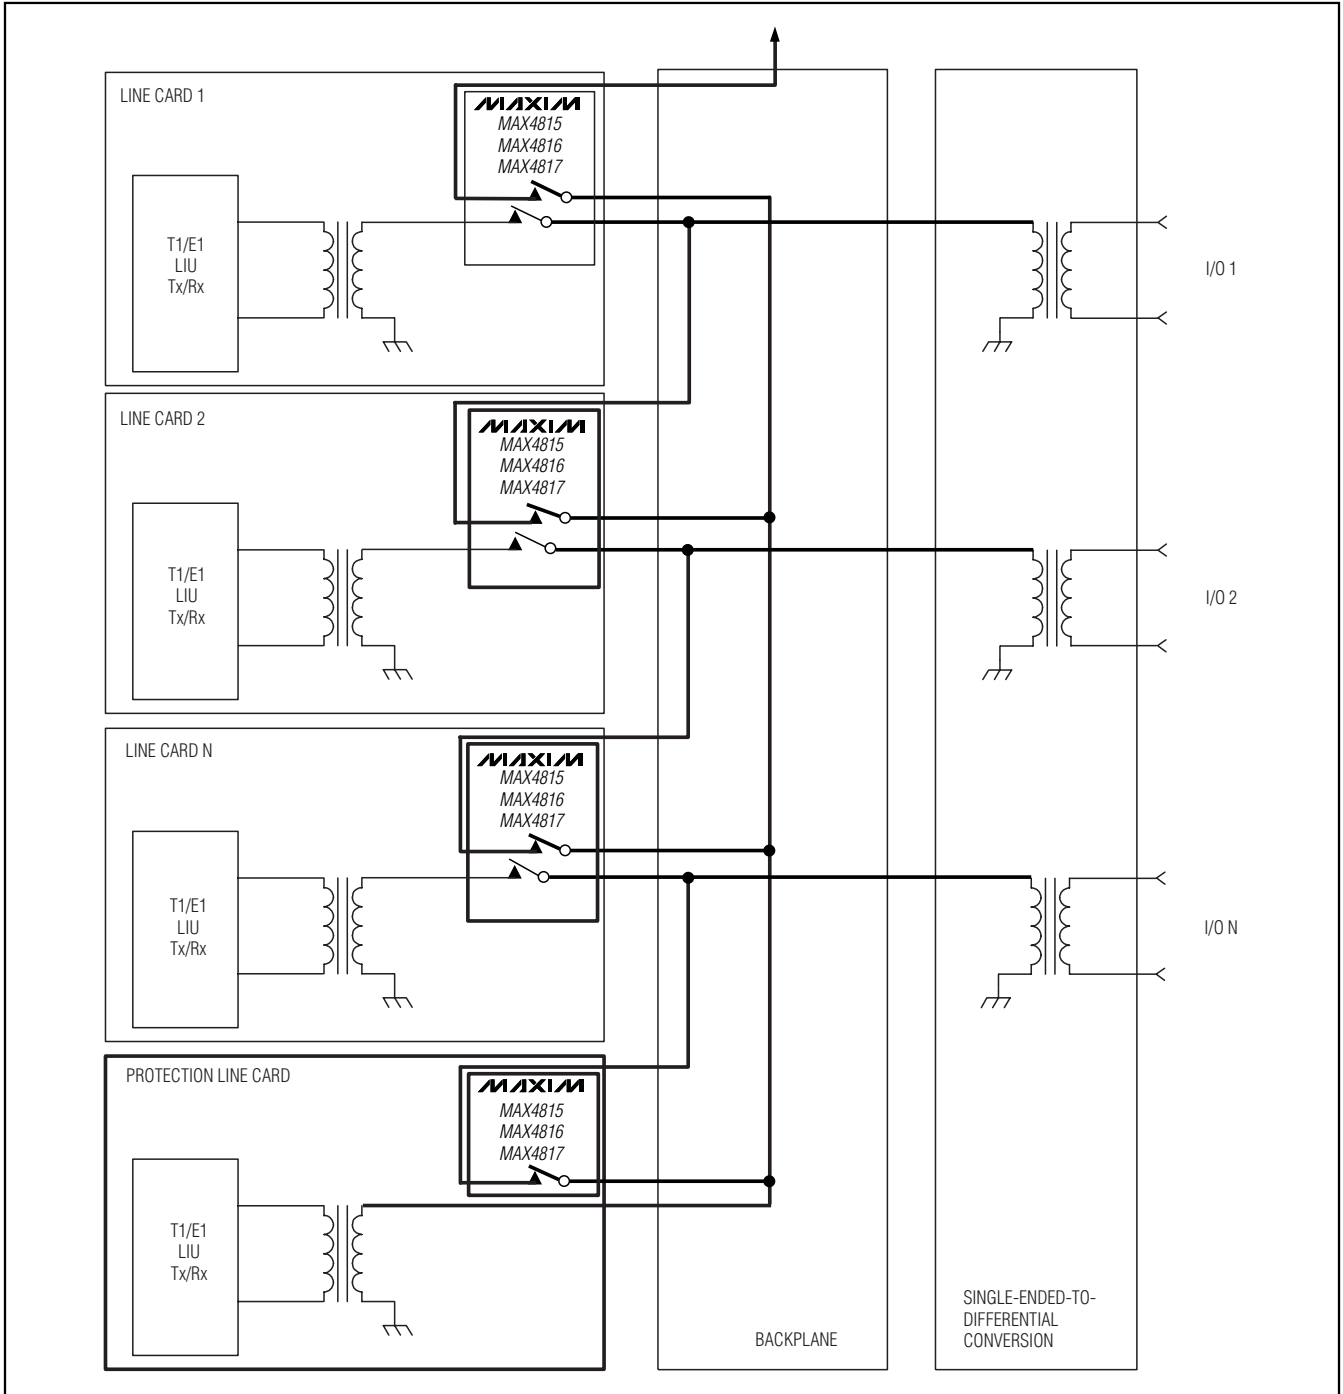 LINE CARD 1
MAXIM
MAX4815
MAX4816
MAX4817
T1/E1
LIU
Tx/Rx
I/O 1
LINE CARD 2
MAXIM
MAX4815
MAX4816
MAX4817
T1/E1
LIU
Tx/Rx
I/O 2
LINE CARD N
MAXIM
MAX4815
MAX4816
MAX4817
T1/E1
LIU
Tx/Rx
I/O N
PROTECTION LINE CARD
MAXIM
MAX4815
MAX4816
MAX4817
T1/E1
LIU
Tx/Rx
BACKPLANE
SINGLE-ENDED-TO-
DIFFERENTIAL
CONVERSION